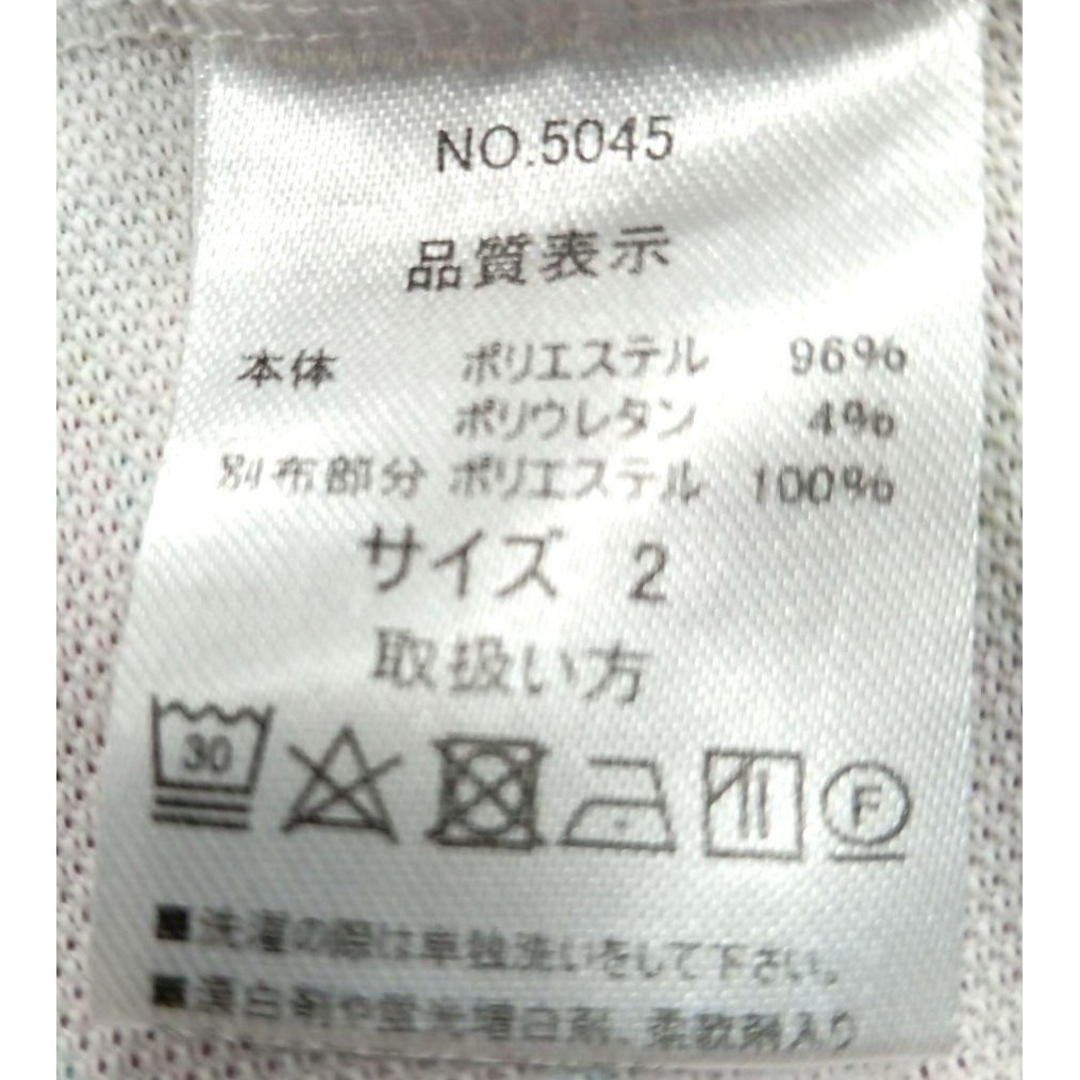 NO.5045
品質表示
本体 ポリエステル 96%
ポリウレタン 4%
別布部分 ポリエステル 100%
サイズ 2
取扱い方
30 F
■洗濯の際は単独洗いをして下さい。
■漂白剤や蛍光増白剤、柔軟剤入り